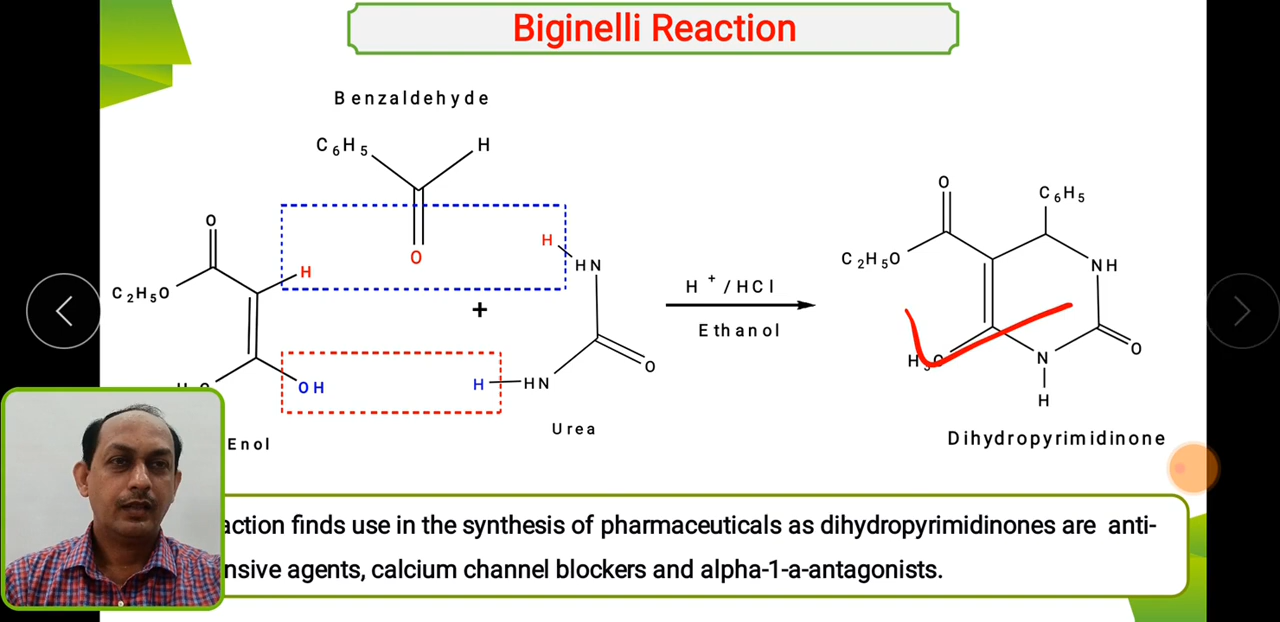 Biginelli Reaction
Benzaldehyde
C6H5
H
O
O
H
C2H5O
H
HN
+
H
HN
O
OH
Enol
Urea
H+/HCl
Ethanol
O
C6H5
C2H5O
NH
O
N
H
Dihydropyrimidinone
action finds use in the synthesis of pharmaceuticals as dihydropyrimidinones are anti-
nsive agents, calcium channel blockers and alpha-1-a-antagonists.